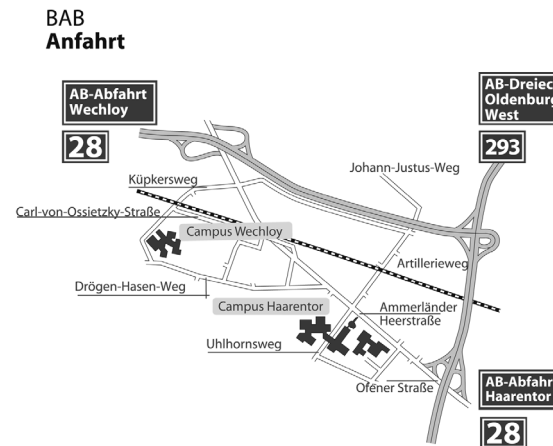 BAB
Anfahrt
AB-Abfahrt
Wechloy
28
AB-Dreiec
Oldenburg
West
293
Johann-Justus-Weg
Küpkersweg
Carl-von-Ossietzky-Straße
Campus Wechloy
Artillerieweg
Drögen-Hasen-Weg
Campus Haarentor
Ammerländer
Heerstraße
Uhlhornsweg
Ofener Straße
AB-Abfahr
Haarentor
28